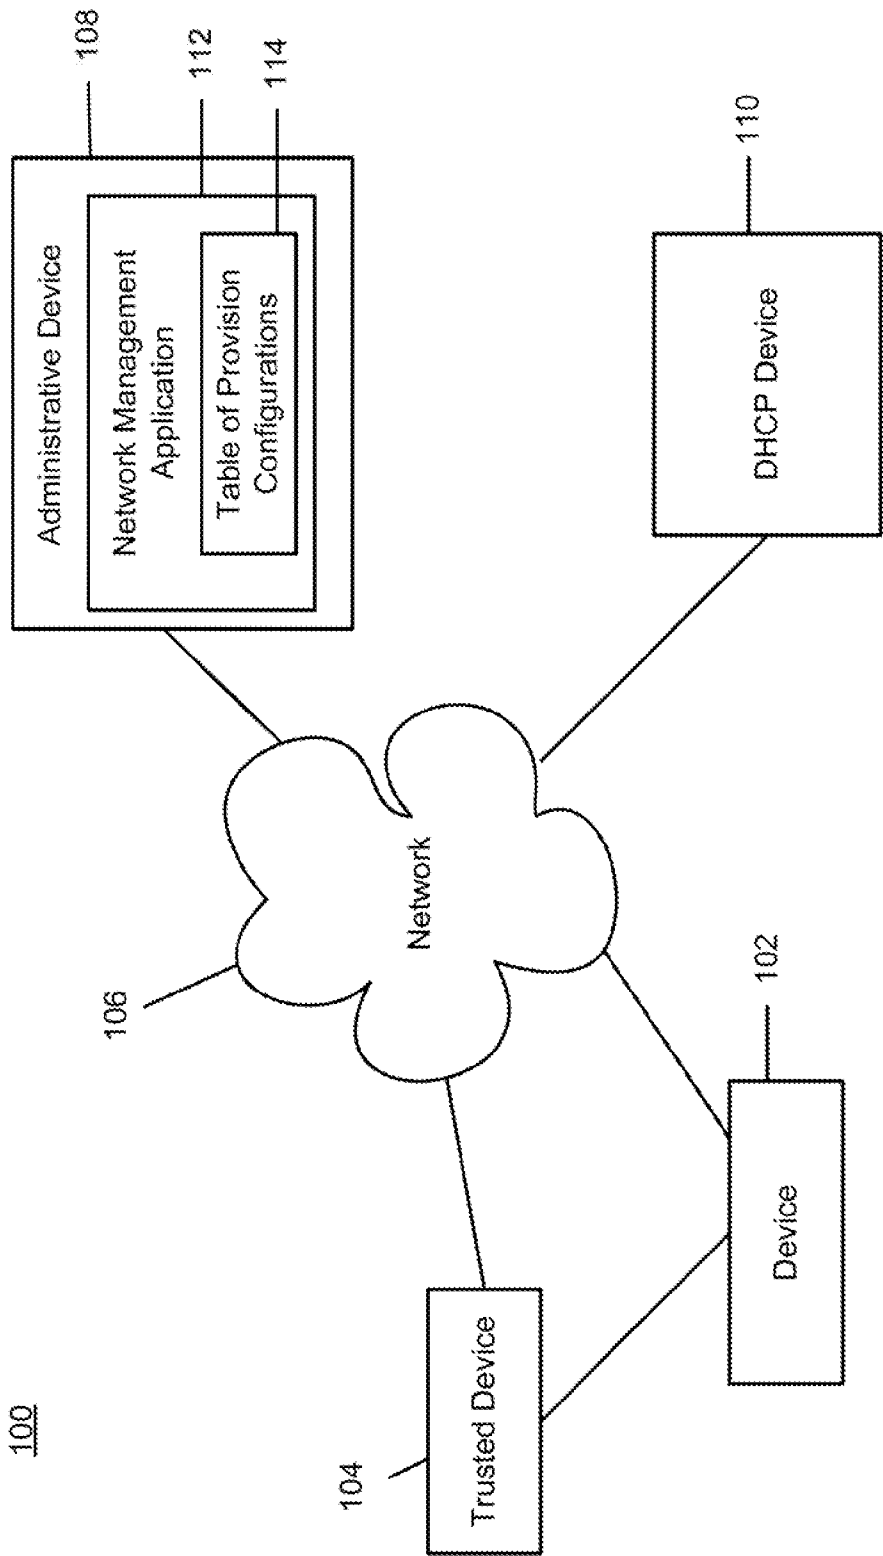 100
108
112
114
Administrative Device
Network Management
Application
Table of Provision
Configurations
106
Network
110
DHCP Device
104
Trusted Device
102
Device